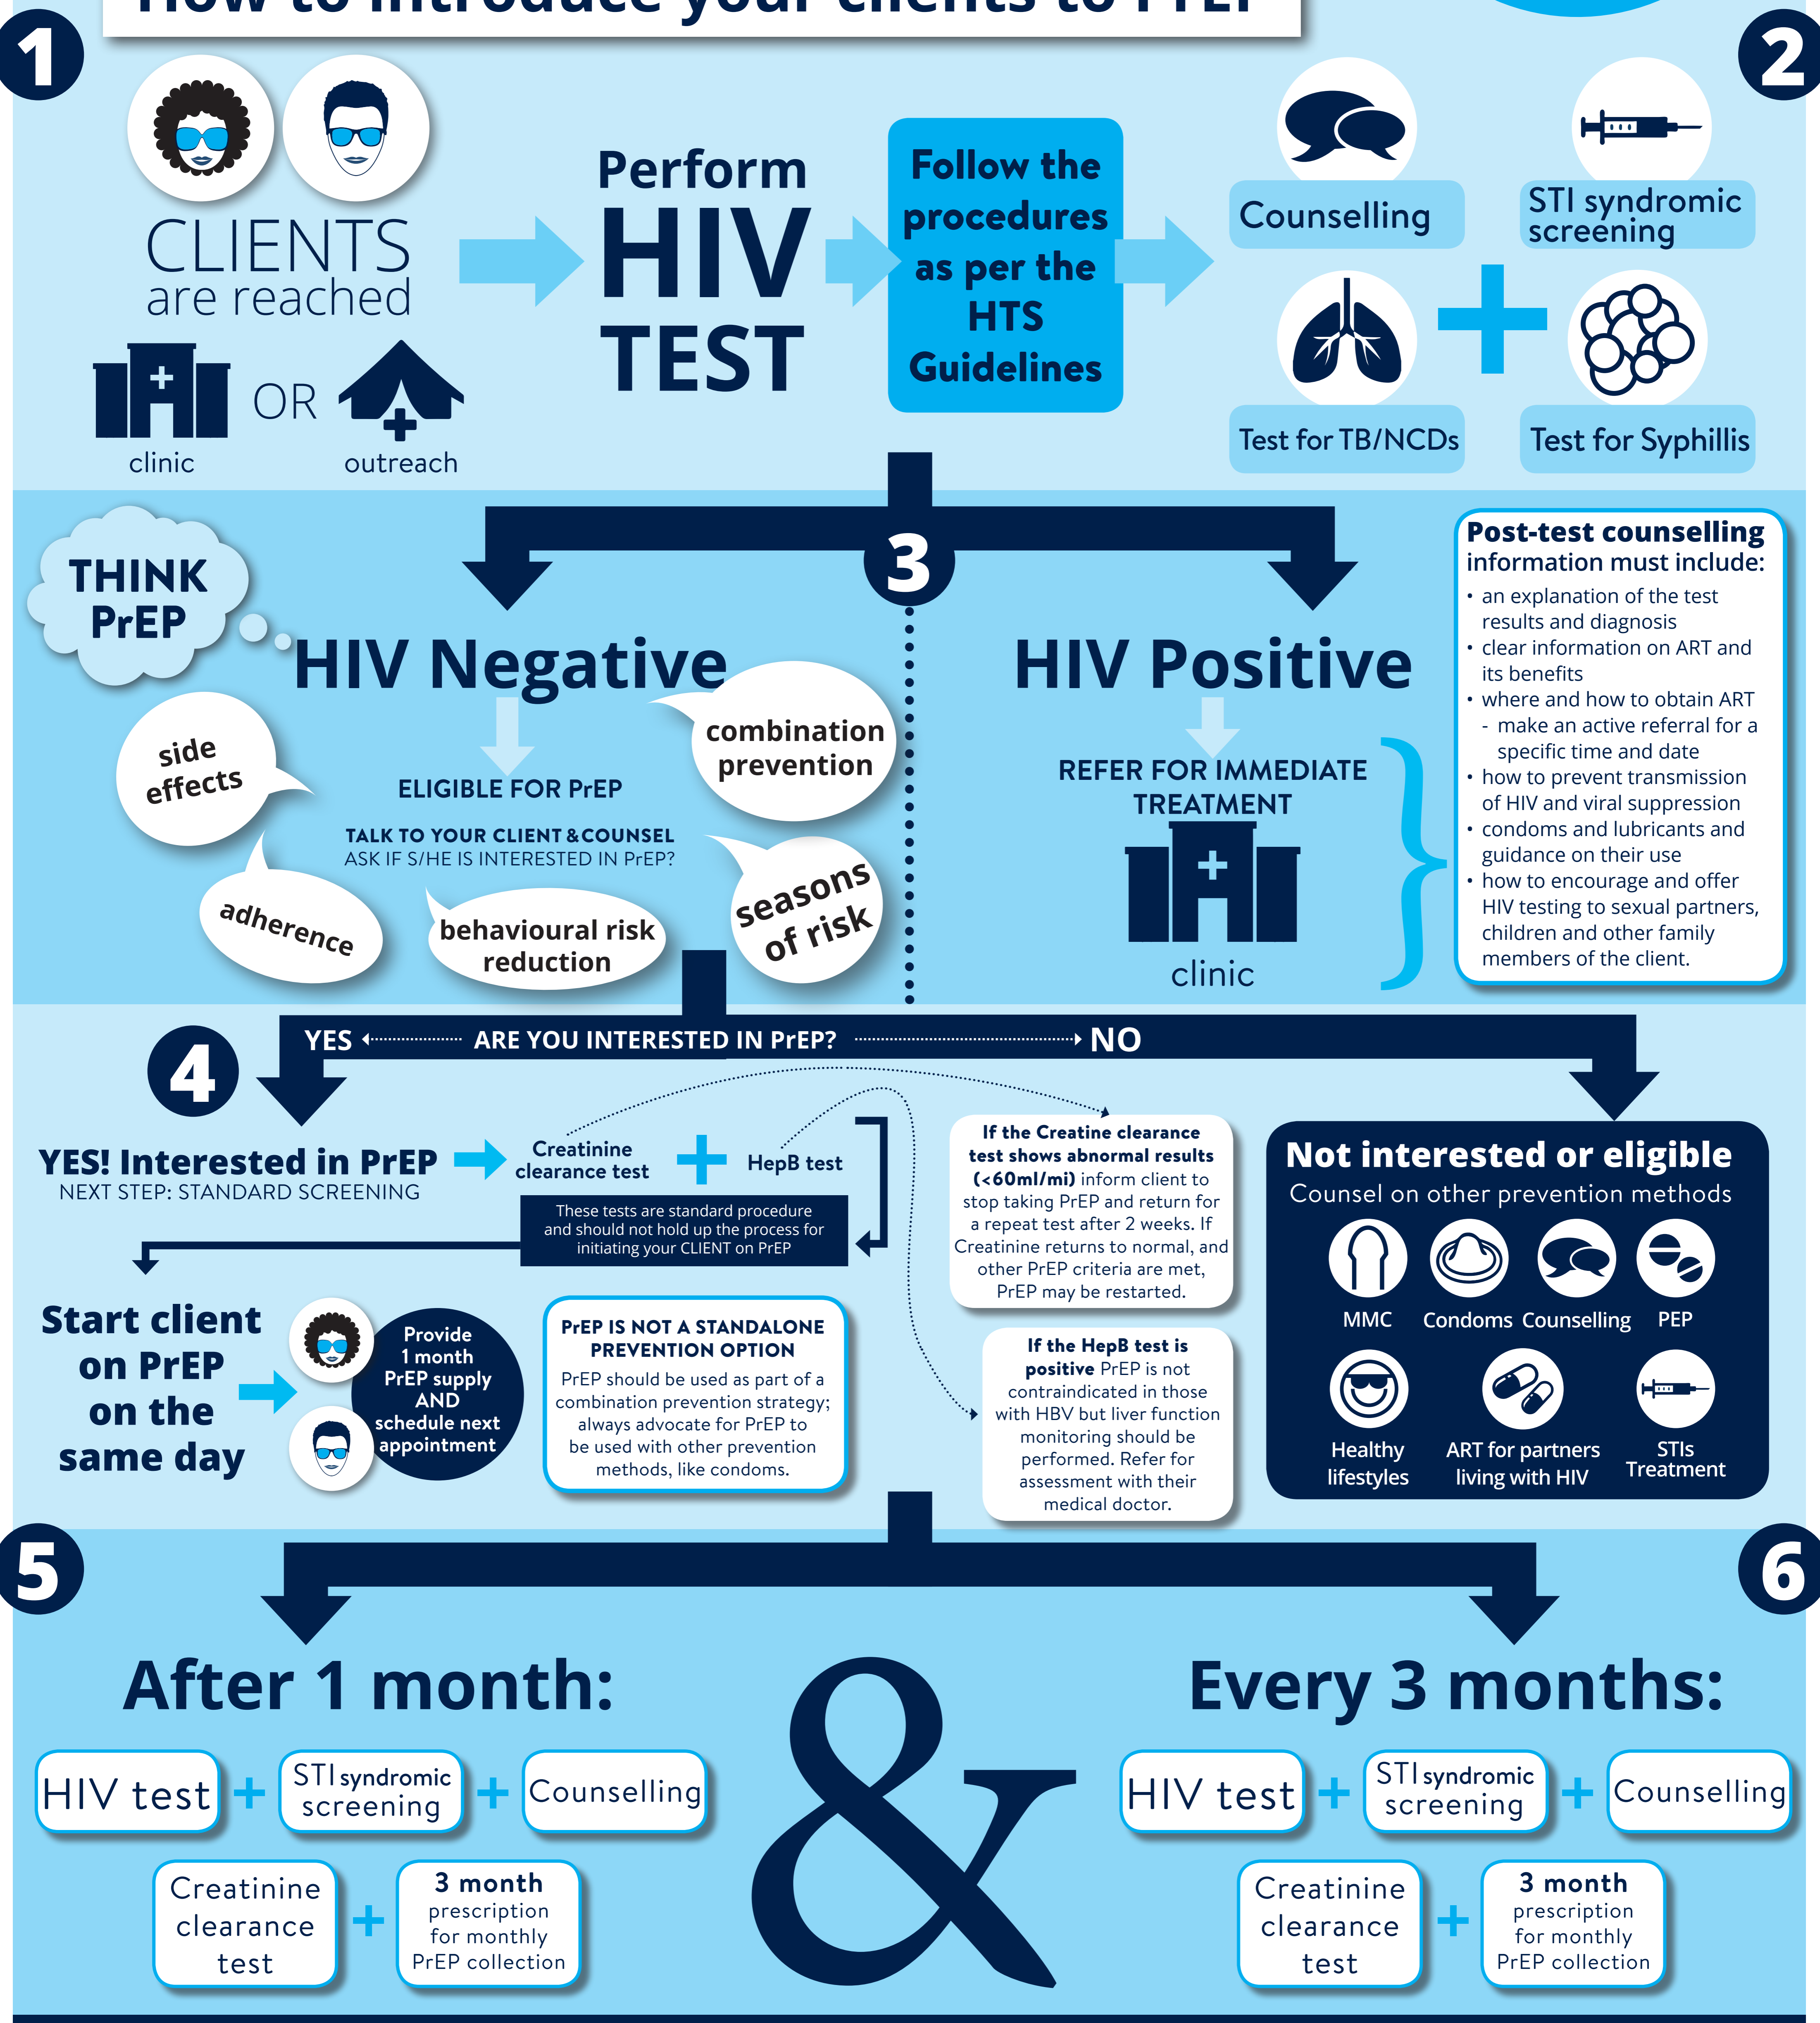 How to introduce your clients to PrEP
1
2
CLIENTS
are reached
clinic
OR
outreach
Perform
HIV
TEST
Follow the
procedures
as per the
HTS
Guidelines
Counselling
STI syndromic
screening
Test for TB/NCDs
Test for Syphillis
3
THINK
PrEP
HIV Negative
side
effects
combination
prevention
ELIGIBLE FOR PrEP
TALK TO YOUR CLIENT & COUNSEL
ASK IF S/HE IS INTERESTED IN PrEP?
adherence
behavioural risk
reduction
seasons
of risk
HIV Positive
REFER FOR IMMEDIATE
TREATMENT
clinic
Post-test counselling
information must include:
• an explanation of the test
results and diagnosis
• clear information on ART and
its benefits
• where and how to obtain ART
- make an active referral for a
specific time and date
• how to prevent transmission
of HIV and viral suppression
• condoms and lubricants and
guidance on their use
• how to encourage and offer
HIV testing to sexual partners,
children and other family
members of the client.
4
YES
ARE YOU INTERESTED IN PrEP?
NO
YES! Interested in PrEP
NEXT STEP: STANDARD SCREENING
Creatinine
clearance test
HepB test
These tests are standard procedure
and should not hold up the process for
initiating your CLIENT on PrEP
Start client
on PrEP
on the
same day
Provide
1 month
PrEP supply
AND
schedule next
appointment
PrEP IS NOT A STANDALONE
PREVENTION OPTION
PrEP should be used as part of a
combination prevention strategy;
always advocate for PrEP to
be used with other prevention
methods, like condoms.
If the Creatine clearance
test shows abnormal results
(<60ml/mi) inform client to
stop taking PrEP and return for
a repeat test after 2 weeks. If
Creatinine returns to normal, and
other PrEP criteria are met,
PrEP may be restarted.
If the HepB test is
positive PrEP is not
contraindicated in those
with HBV but liver function
monitoring should be
performed. Refer for
assessment with their
medical doctor.
Not interested or eligible
Counsel on other prevention methods
MMC
Condoms
Counselling
PEP
Healthy
lifestyles
ART for partners
living with HIV
STIs
Treatment
5
6
After 1 month:
HIV test
+
STI syndromic
screening
+
Counselling
Creatinine
clearance
test
+
3 month
prescription
for monthly
PrEP collection
&
Every 3 months:
HIV test
+
STI syndromic
screening
+
Counselling
Creatinine
clearance
test
+
3 month
prescription
for monthly
PrEP collection